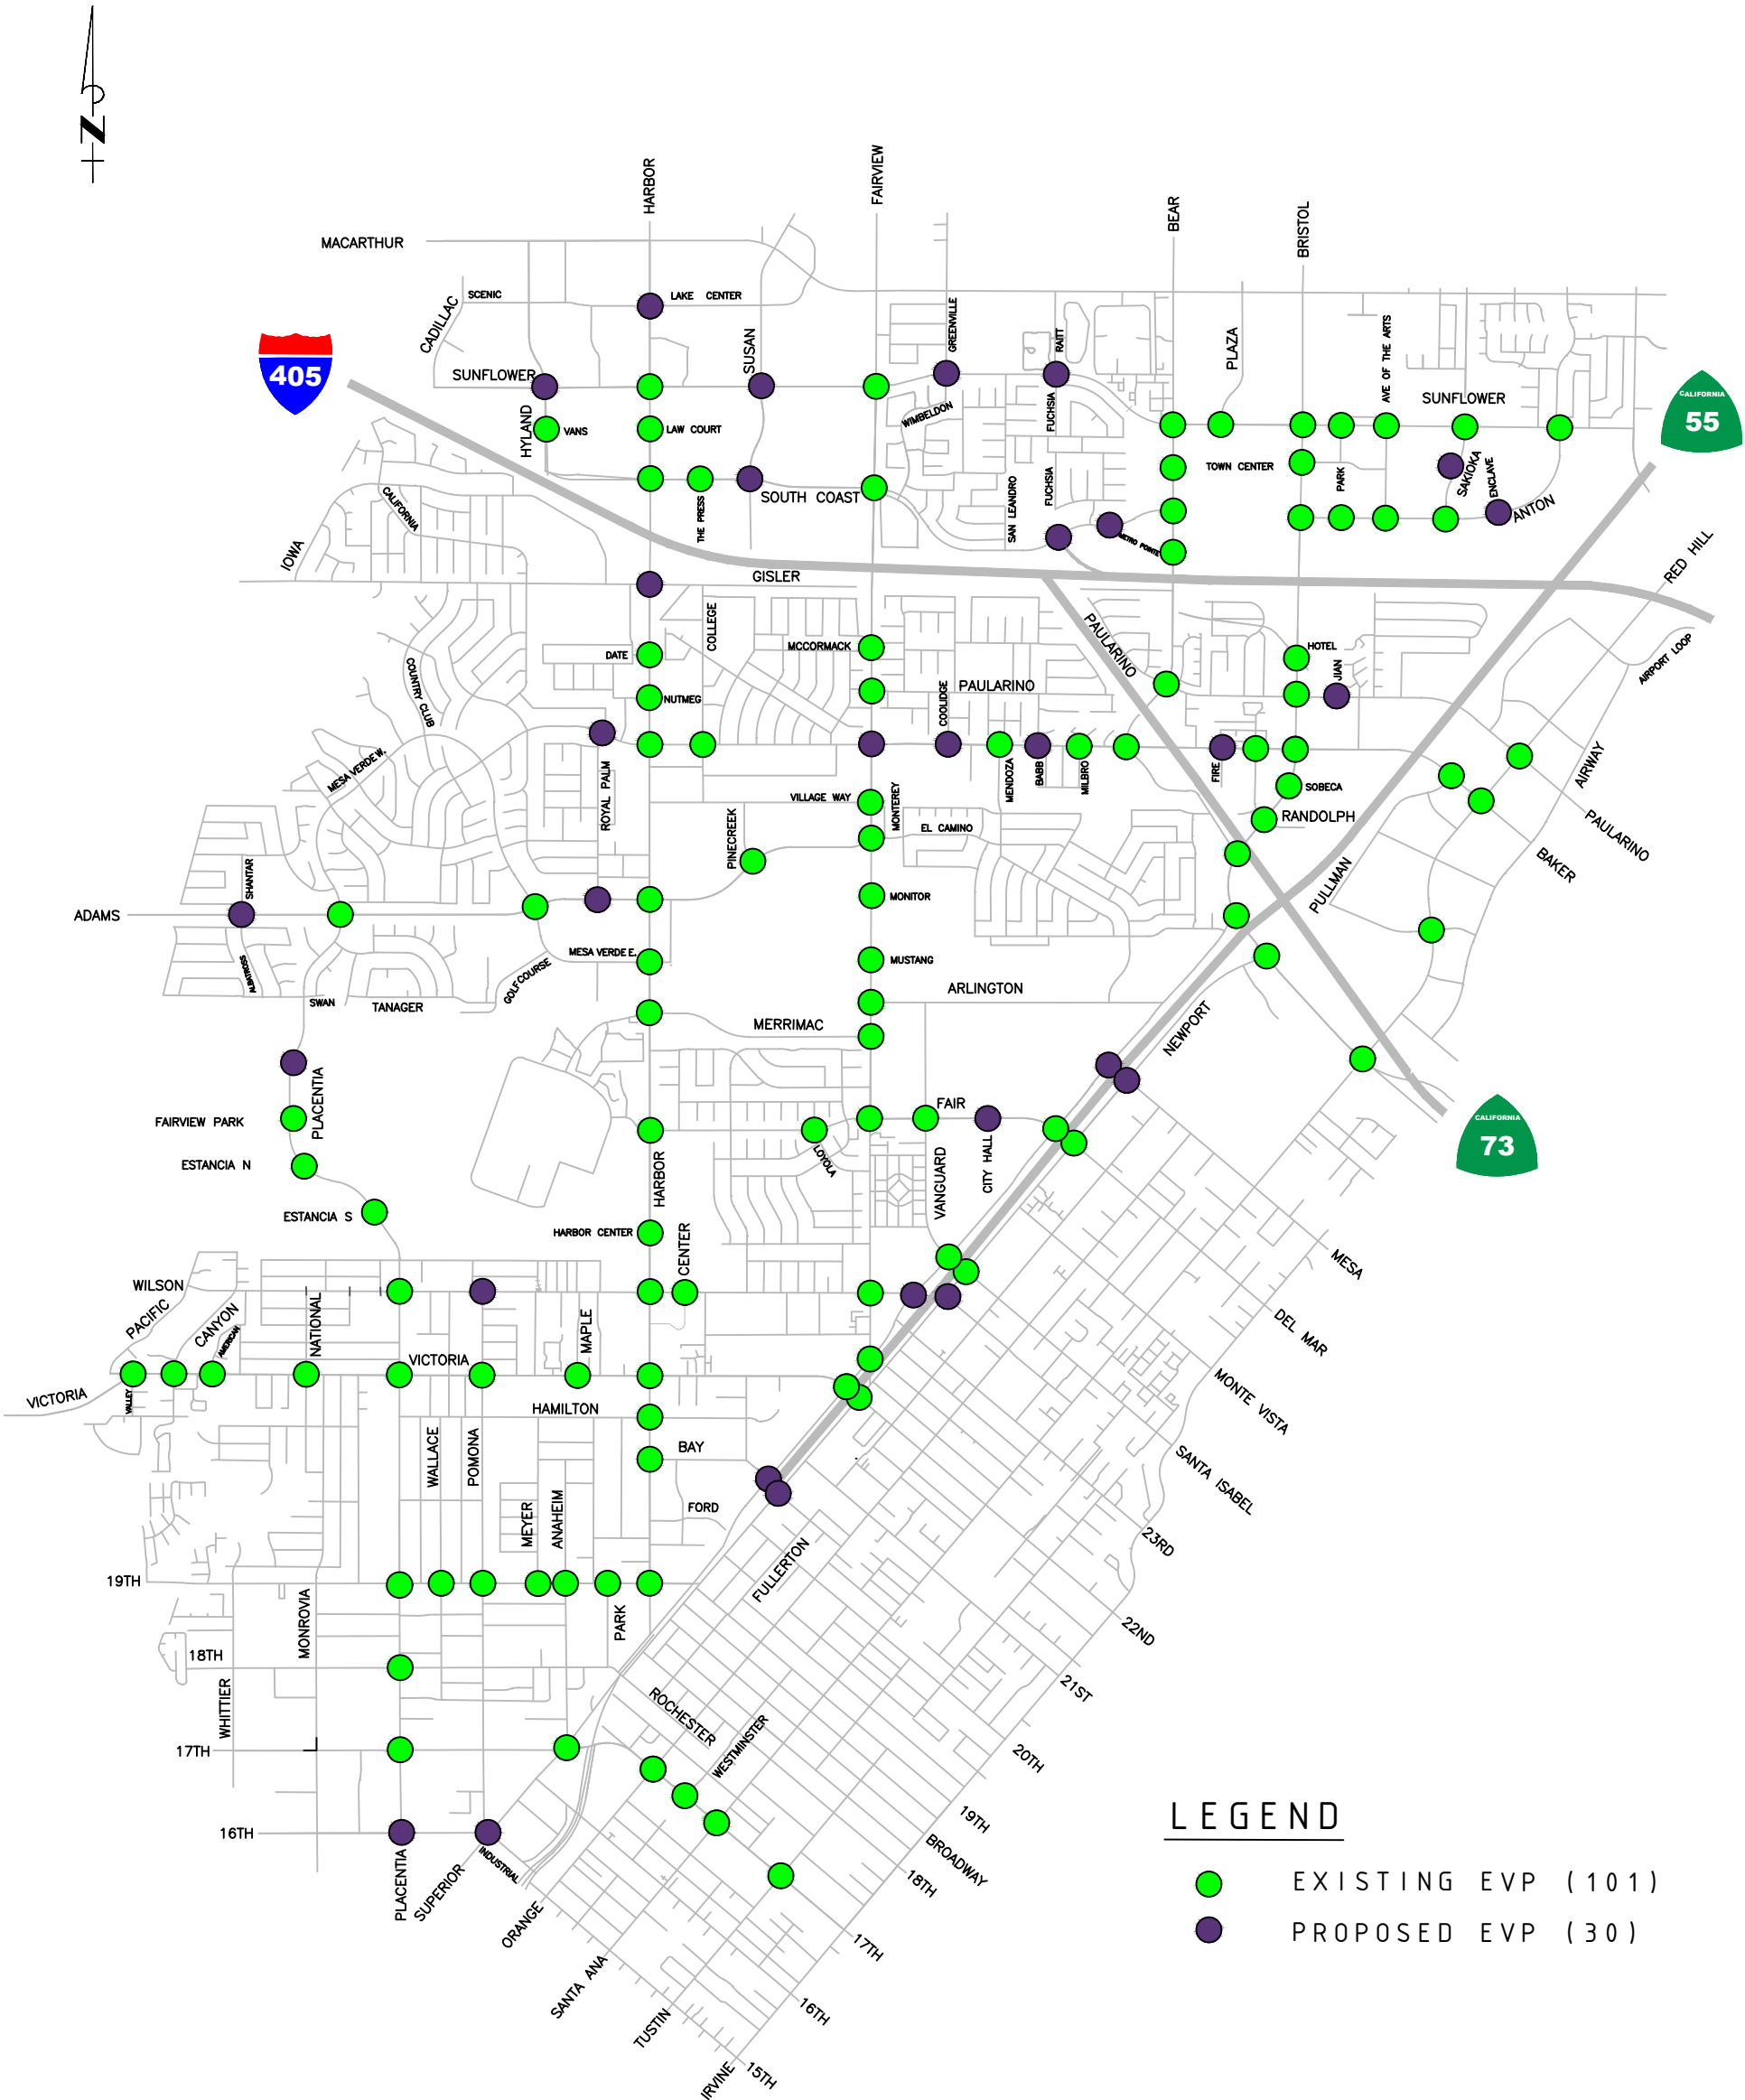 N
HARBOR
FAIRVIEW
BEAR
BRISTOL
MACARTHUR
SCENIC
LAKE CENTER
CADILLAC
SUSAN
GREENVILLE
RAITT
PLAZA
AVE OF THE ARTS
405
SUNFLOWER
SUNFLOWER
CALIFORNIA
55
HYLAND
VANS
LAW COURT
WIMBELDON
FUCHSIA
TOWN CENTER
PARK
SAKIOKA
ENCLAVE
ANTON
CALIFORNIA
THE PRESS
SOUTH COAST
SAN LEANDRO
FUCHSIA
METRO POINTE
IOWA
GISLER
RED HILL
COLLEGE
PAULARINO
HOTEL
AIRPORT LOOP
DATE
MCCORMACK
JIAN
COUNTRY CLUB
NUTMEG
COOLIDGE
PAULARINO
MESA VERDE W.
ROYAL PALM
MENDOZA
BABB
MILBRO
FIRE
SOBECA
AIRWAY
VILLAGE WAY
MONTEREY
EL CAMINO
RANDOLPH
PAULARINO
PINECREEK
BAKER
SHANTAR
PULLMAN
MONITOR
ADAMS
MESA VERDE E.
MUSTANG
ALBATROSS
GOLF COURSE
ARLINGTON
SWAN
TANAGER
MERRIMAC
NEWPORT
PLACENTIA
FAIR
FAIRVIEW PARK
CALIFORNIA
73
ESTANCIA N
LOYOLA
VANGUARD
CITY HALL
HARBOR
ESTANCIA S
HARBOR CENTER
CENTER
MESA
WILSON
PACIFIC
CANYON
AMERICAN
NATIONAL
MAPLE
DEL MAR
VICTORIA
VICTORIA
VALLEY
MONTE VISTA
HAMILTON
WALLACE
POMONA
BAY
SANTA ISABEL
MEYER
ANAHEIM
FORD
23RD
FULLERTON
19TH
MONROVIA
PARK
22ND
18TH
21ST
WHITTIER
ROCHESTER
WESTMINSTER
17TH
20TH
16TH
19TH
BROADWAY
INDUSTRIAL
18TH
PLACENTIA
SUPERIOR
ORANGE
17TH
SANTA ANA
16TH
TUSTIN
IRVINE
15TH
LEGEND
EXISTING EVP (101)
PROPOSED EVP (30)